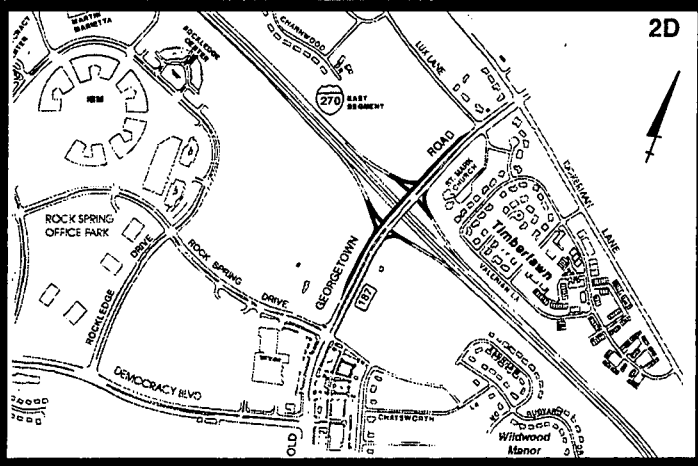 2D
MARTIN
MARIETTA
ROCKLEDGE
CENTER
CHARNWOOD
LUX LANE
IBM
270
EAST
SEGMENT
ROAD
ST. MARK
CHURCH
TUCKERMAN
LANE
Timberlawn
ROCK SPRING
OFFICE PARK
ROCKLEDGE
DRIVE
ROCK SPRING
DRIVE
GEORGETOWN
187
DEMOCRACY BLVD
OLD
CHATSWORTH
Wildwood
Manor